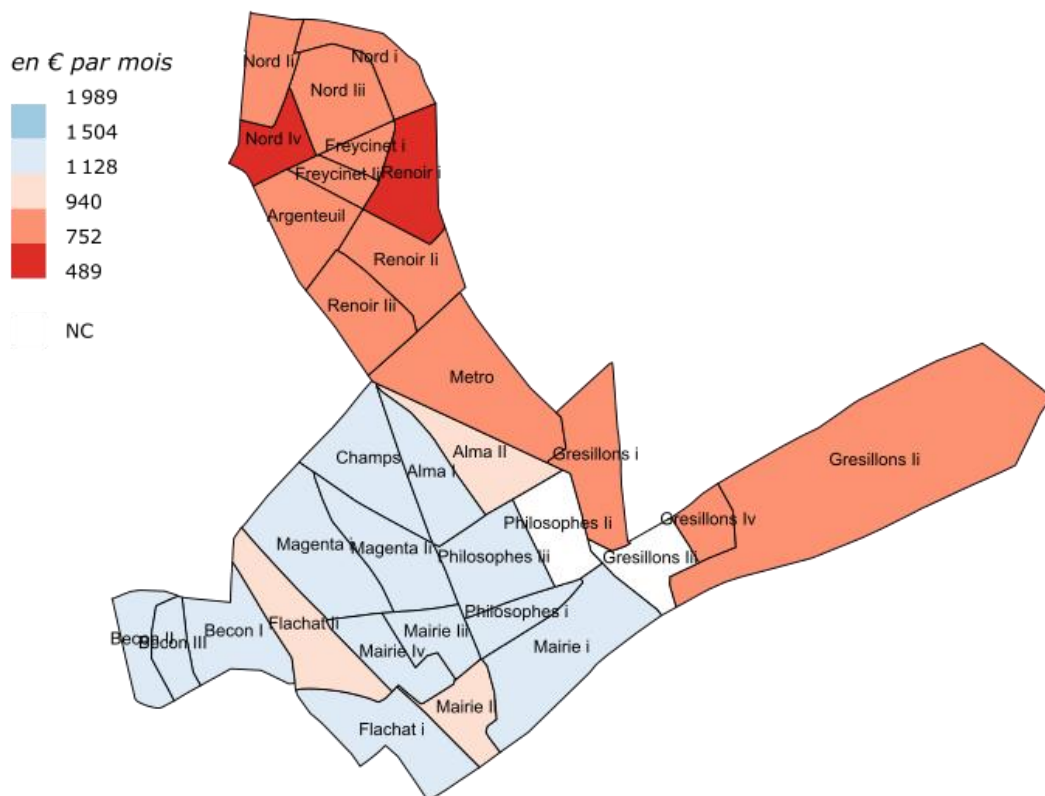 en € par mois
1 989
1 504
1 128
940
752
489
NC
Nord i
Nord Ii
Nord Iii
Nord Iv
Freycinet i
Freycinet Ii
Renoir i
Argenteuil
Renoir Ii
Renoir Iii
Metro
Alma II
Gresillons i
Champs
Alma I
Gresillons Ii
Philosophes Ii
Gresillons Iv
Magenta i
Magenta Ii
Philosophes Iii
Gresillons Iii
Philosophes i
Flachat Ii
Becon I
Becon II
Becon III
Mairie Iii
Mairie Iv
Mairie i
Mairie Ii
Flachat i